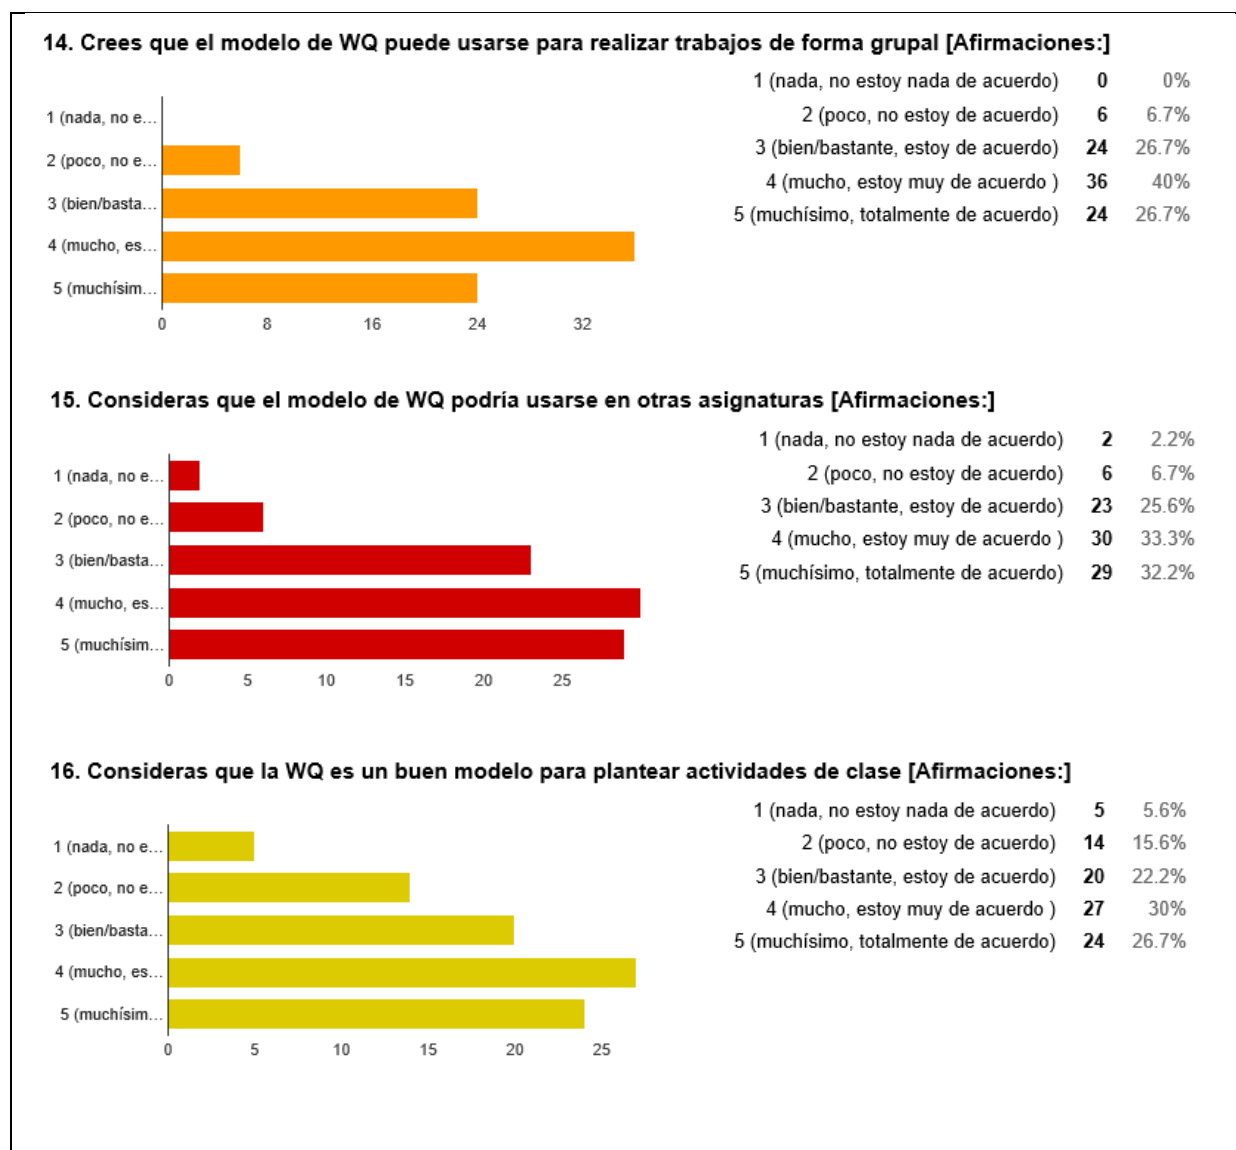 14. Crees que el modelo de WQ puede usarse para realizar trabajos de forma grupal [Afirmaciones:]
1 (nada, no estoy nada de acuerdo) 0 0%
2 (poco, no estoy de acuerdo) 6 6.7%
3 (bien/bastante, estoy de acuerdo) 24 26.7%
4 (mucho, estoy muy de acuerdo ) 36 40%
5 (muchísimo, totalmente de acuerdo) 24 26.7%
1 (nada, no e...
2 (poco, no e...
3 (bien/basta...
4 (mucho, es...
5 (muchísim...
0 8 16 24 32
15. Consideras que el modelo de WQ podría usarse en otras asignaturas [Afirmaciones:]
1 (nada, no estoy nada de acuerdo) 2 2.2%
2 (poco, no estoy de acuerdo) 6 6.7%
3 (bien/bastante, estoy de acuerdo) 23 25.6%
4 (mucho, estoy muy de acuerdo ) 30 33.3%
5 (muchísimo, totalmente de acuerdo) 29 32.2%
1 (nada, no e...
2 (poco, no e...
3 (bien/basta...
4 (mucho, es...
5 (muchísim...
0 5 10 15 20 25
16. Consideras que la WQ es un buen modelo para plantear actividades de clase [Afirmaciones:]
1 (nada, no estoy nada de acuerdo) 5 5.6%
2 (poco, no estoy de acuerdo) 14 15.6%
3 (bien/bastante, estoy de acuerdo) 20 22.2%
4 (mucho, estoy muy de acuerdo ) 27 30%
5 (muchísimo, totalmente de acuerdo) 24 26.7%
1 (nada, no e...
2 (poco, no e...
3 (bien/basta...
4 (mucho, es...
5 (muchísim...
0 5 10 15 20 25